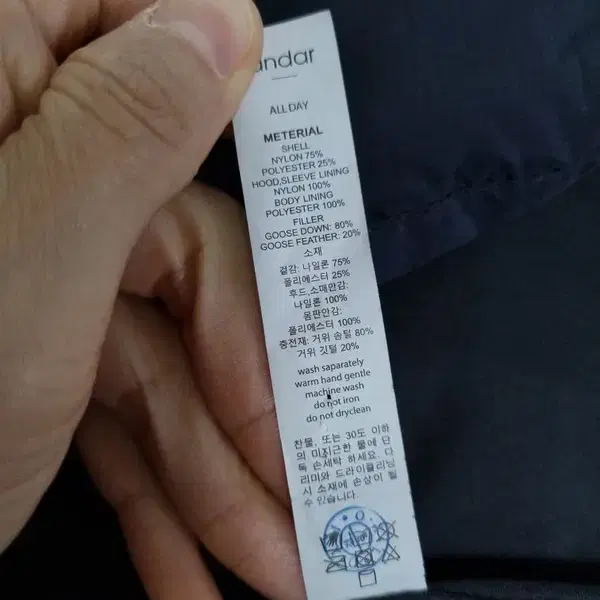 andar
ALL DAY
METERIAL
SHELL
NYLON 75%
POLYESTER 25%
HOOD,SLEEVE LINING
NYLON 100%
BODY LINING
POLYESTER 100%
FILLER
GOOSE DOWN: 80%
GOOSE FEATHER: 20%
소재
겉감: 나일론 75%
폴리에스터 25%
후드,소매안감:
나일론 100%
몸판안감:
폴리에스터 100%
충전재: 거위 솜털 80%
거위 깃털 20%
wash saparately
warm hand gentle
machine wash
do not iron
do not dryclean
찬물, 또는 30도 이하
의 미지근한 물에 단
독 손세탁 하세요. 다
리미와 드라이클리닝
시 소재에 손상이 될
수 있습니다.